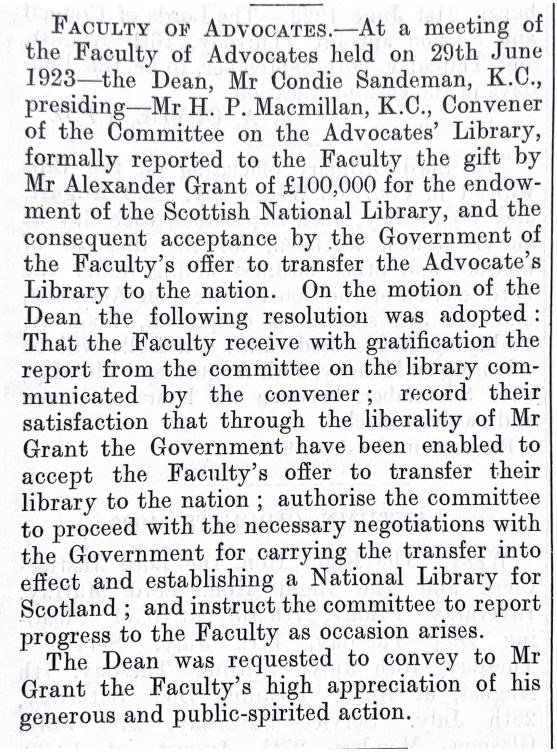 FACULTY OF ADVOCATES.—At a meeting of
the Faculty of Advocates held on 29th June
1923—the Dean, Mr Condie Sandeman, K.C.,
presiding—Mr H. P. Macmillan, K.C., Convener
of the Committee on the Advocates' Library,
formally reported to the Faculty the gift by
Mr Alexander Grant of £100,000 for the endow-
ment of the Scottish National Library, and the
consequent acceptance by the Government of
the Faculty's offer to transfer the Advocate's
Library to the nation. On the motion of the
Dean the following resolution was adopted :
That the Faculty receive with gratification the
report from the committee on the library com-
municated by the convener ; record their
satisfaction that through the liberality of Mr
Grant the Government have been enabled to
accept the Faculty's offer to transfer their
library to the nation ; authorise the committee
to proceed with the necessary negotiations with
the Government for carrying the transfer into
effect and establishing a National Library for
Scotland ; and instruct the committee to report
progress to the Faculty as occasion arises.
The Dean was requested to convey to Mr
Grant the Faculty's high appreciation of his
generous and public-spirited action.